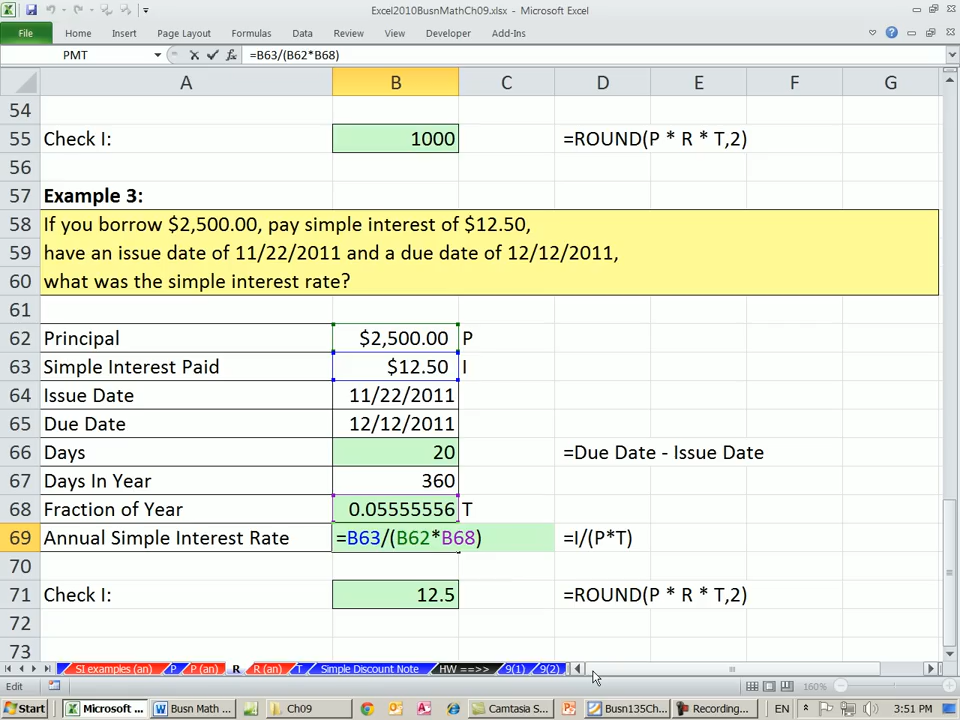 Excel2010BusnMathCh09.xlsx - Microsoft Excel
File Home Insert Page Layout Formulas Data Review View Developer Add-Ins
PMT fx =B63/(B62*B68)
A B C D E F G
54
55 Check I: 1000 =ROUND(P * R * T,2)
56
57 Example 3:
58 If you borrow $2,500.00, pay simple interest of $12.50,
59 have an issue date of 11/22/2011 and a due date of 12/12/2011,
60 what was the simple interest rate?
61
62 Principal $2,500.00 P
63 Simple Interest Paid $12.50 I
64 Issue Date 11/22/2011
65 Due Date 12/12/2011
66 Days 20 =Due Date - Issue Date
67 Days In Year 360
68 Fraction of Year 0.05555556 T
69 Annual Simple Interest Rate =B63/(B62*B68) =I/(P*T)
70
71 Check I: 12.5 =ROUND(P * R * T,2)
72
73
SI examples (an) P P (an) R R (an) T Simple Discount Note HW ==>> 9(1) 9(2)
Edit 160%
Start Microsoft ... Busn Math ... Ch09 Camtasia S... Busn135Ch... Recording... EN 3:51 PM